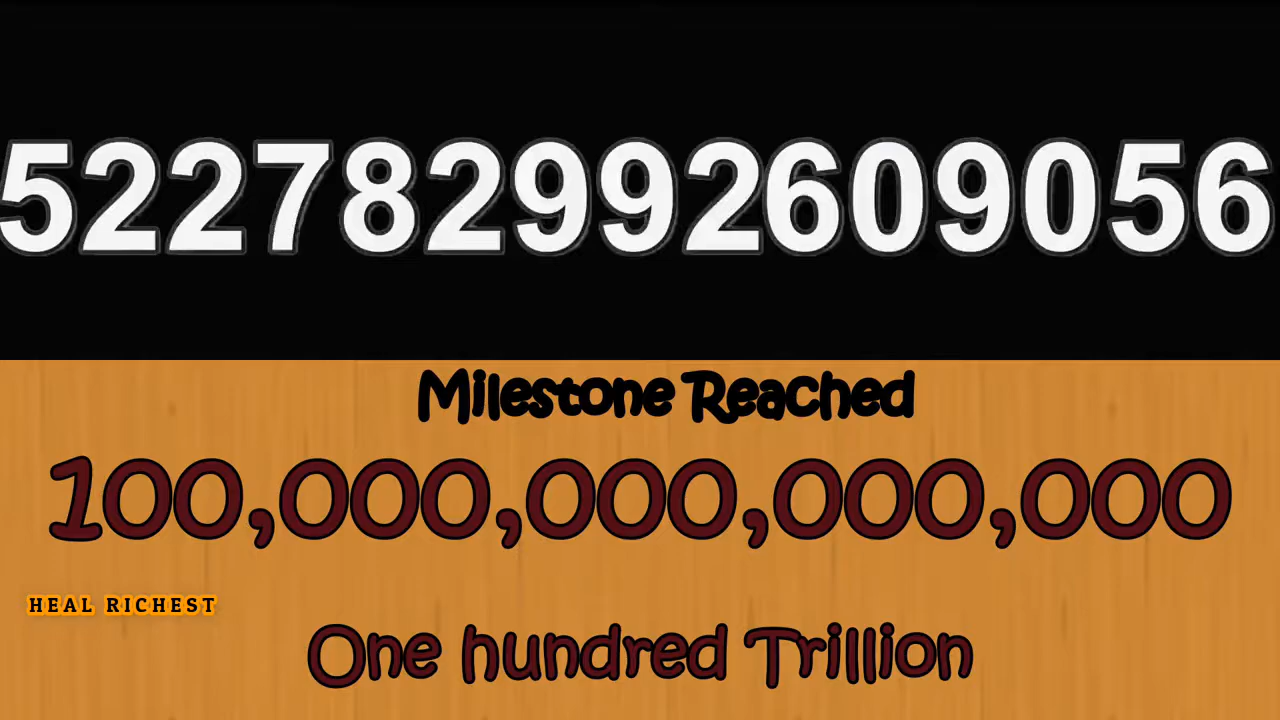 522782992609056
Milestone Reached
100,000,000,000,000
HEAL RICHEST
One hundred Trillion